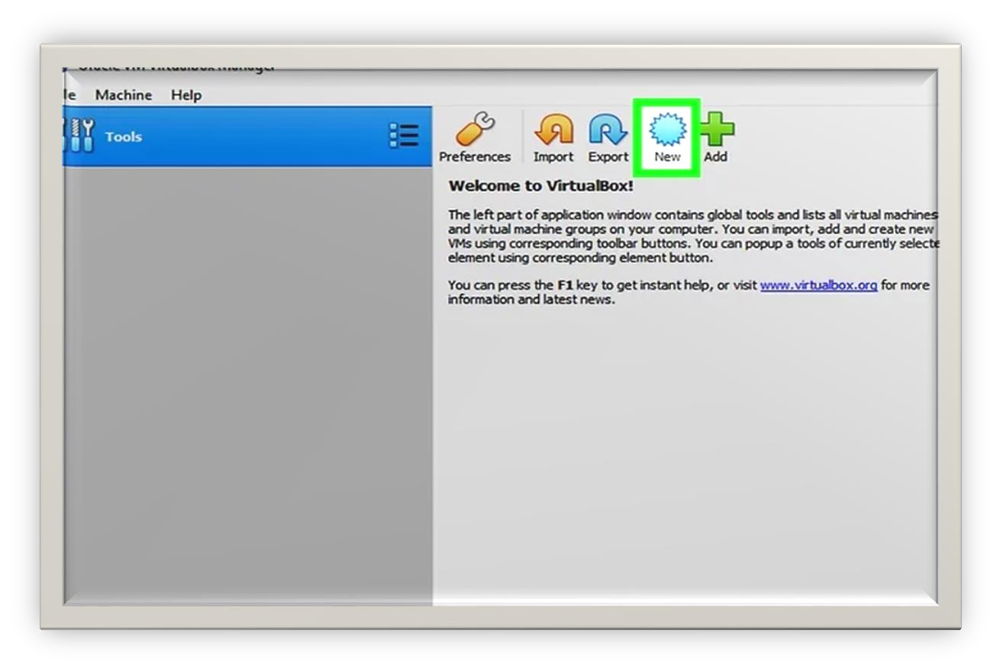 Oracle VM VirtualBox Manager
le Machine Help
Tools
Preferences Import Export New Add
Welcome to VirtualBox!
The left part of application window contains global tools and lists all virtual machines
and virtual machine groups on your computer. You can import, add and create new
VMs using corresponding toolbar buttons. You can popup a tools of currently selecte
element using corresponding element button.
You can press the F1 key to get instant help, or visit www.virtualbox.org for more
information and latest news.